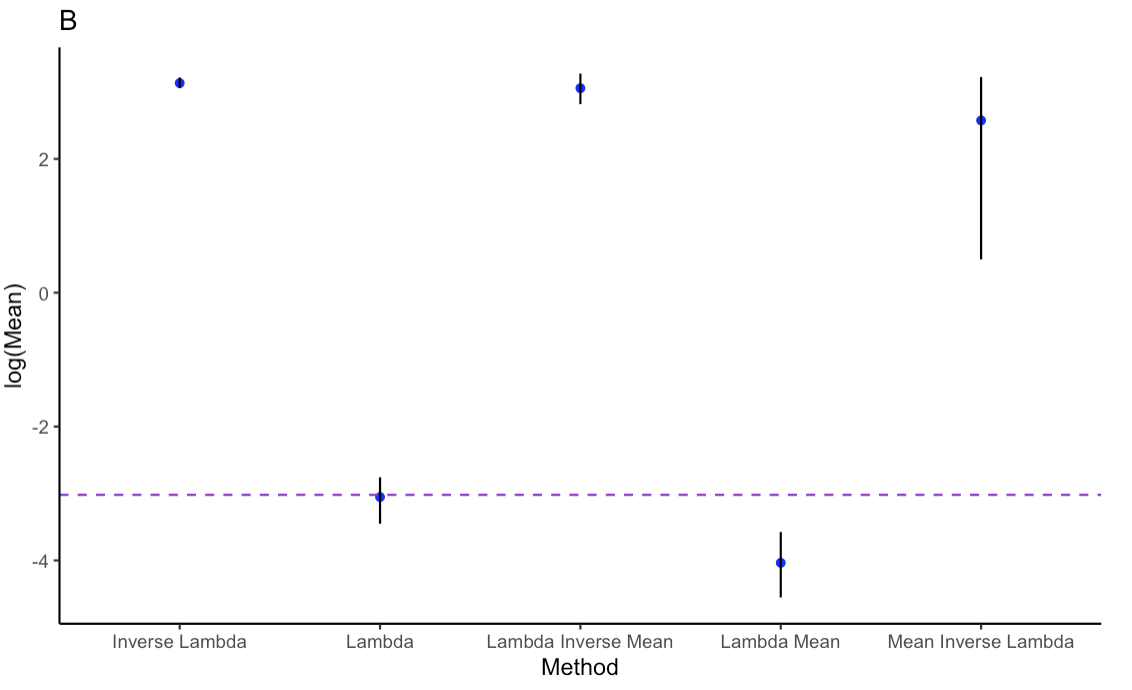 B
log(Mean)
2
0
-2
-4
Inverse Lambda
Lambda
Lambda Inverse Mean
Lambda Mean
Mean Inverse Lambda
Method